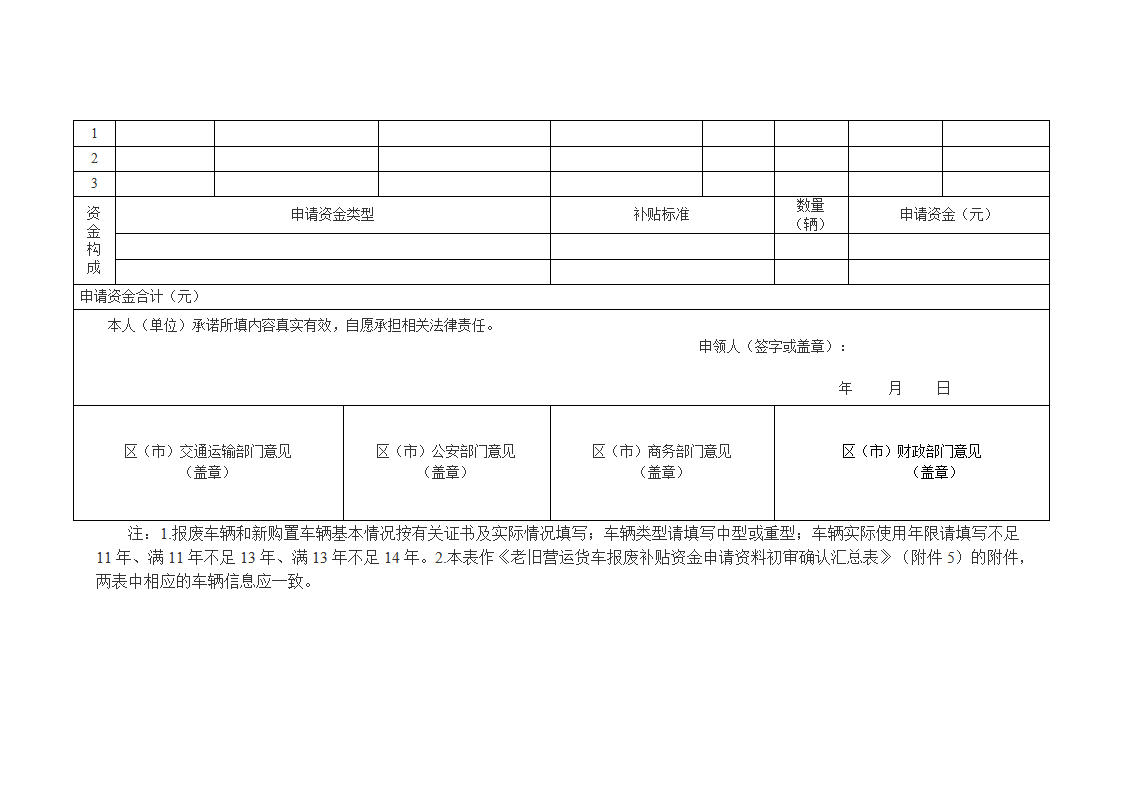 1
2
3
资金构成 申请资金类型 补贴标准 数量（辆） 申请资金（元）
申请资金合计（元）
本人（单位）承诺所填内容真实有效，自愿承担相关法律责任。
申领人（签字或盖章）：
年 月 日
区（市）交通运输部门意见 区（市）公安部门意见 区（市）商务部门意见 区（市）财政部门意见
（盖章） （盖章） （盖章） （盖章）
注：1.报废车辆和新购置车辆基本情况按有关证书及实际情况填写；车辆类型请填写中型或重型；车辆实际使用年限请填写不足
11 年、满 11 年不足 13 年、满 13 年不足 14 年。2.本表作《老旧营运货车报废补贴资金申请资料初审确认汇总表》（附件 5）的附件，
两表中相应的车辆信息应一致。